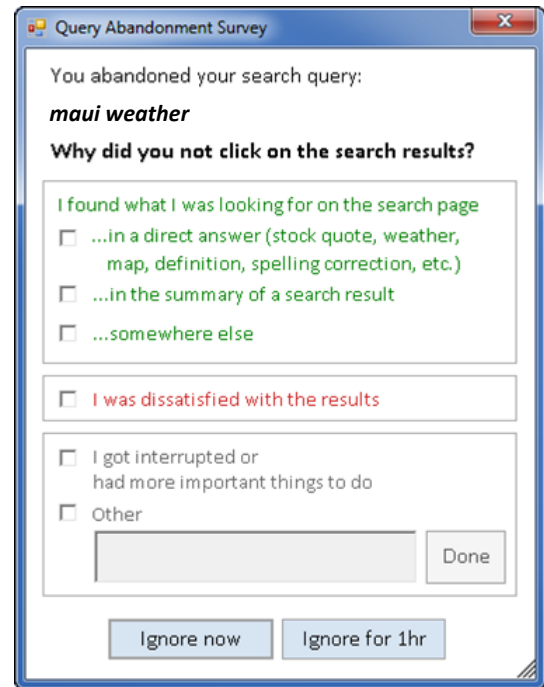 Query Abandonment Survey
You abandoned your search query:
maui weather
Why did you not click on the search results?
I found what I was looking for on the search page
...in a direct answer (stock quote, weather,
map, definition, spelling correction, etc.)
...in the summary of a search result
...somewhere else
I was dissatisfied with the results
I got interrupted or
had more important things to do
Other
Done
Ignore now
Ignore for 1hr